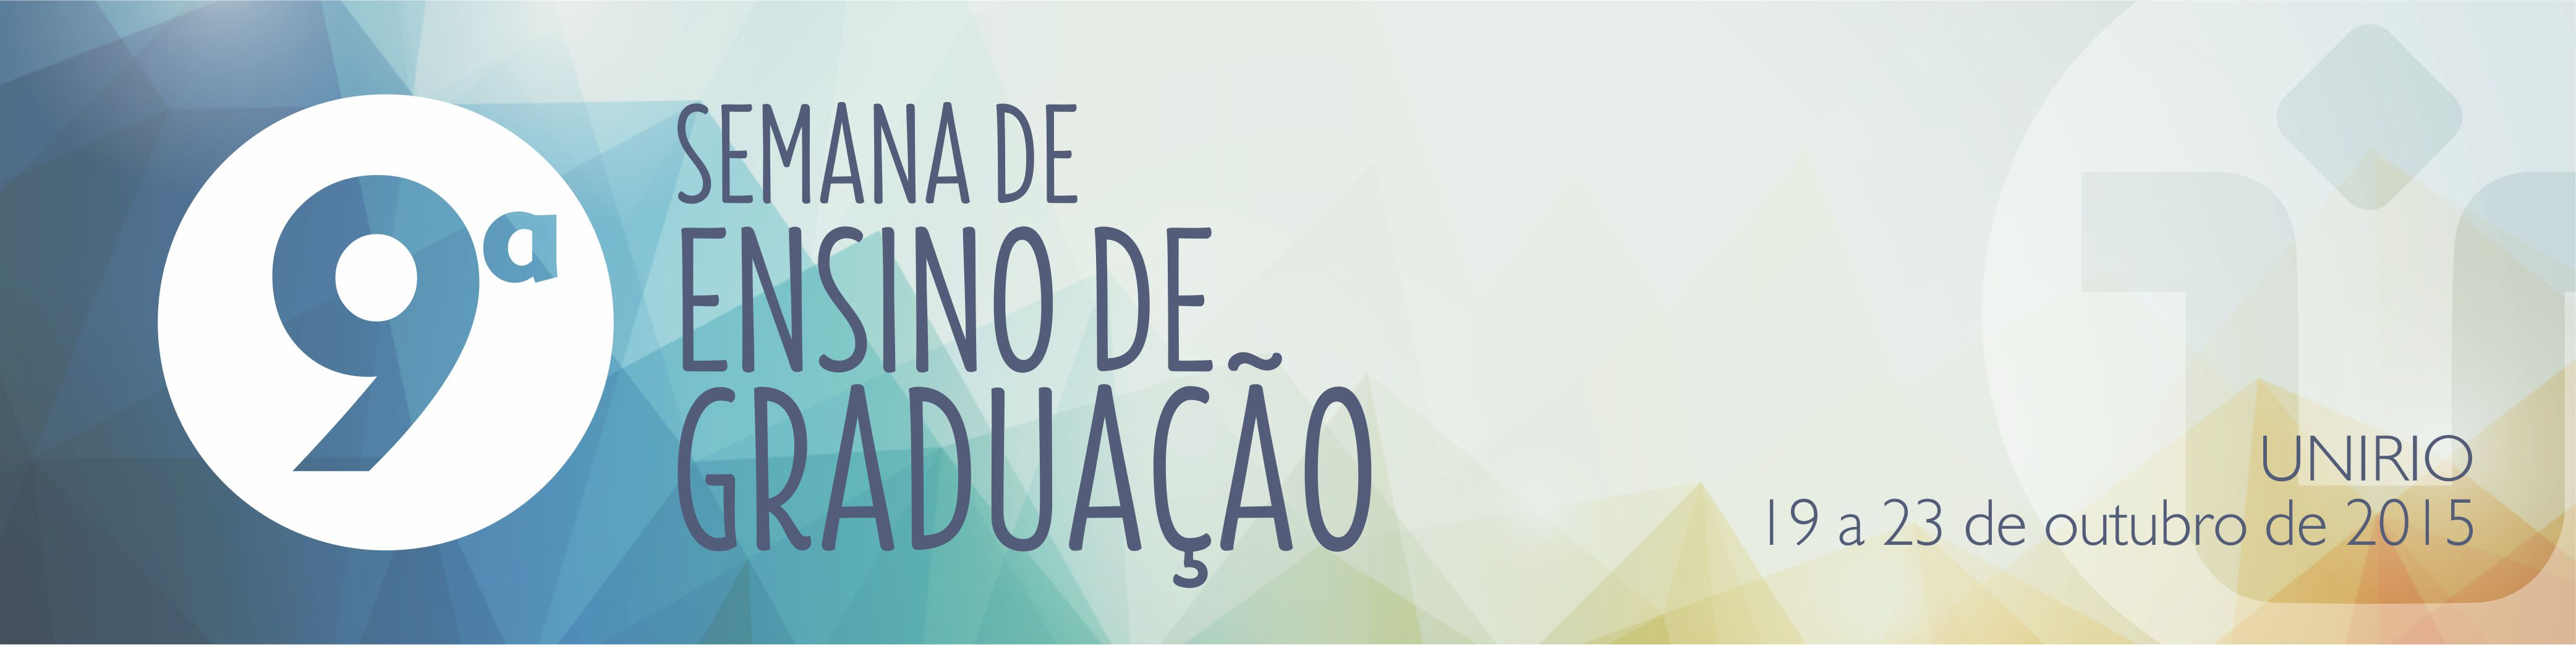 9ª
SEMANA DE
ENSINO DE
GRADUAÇÃO
UNIRIO
19 a 23 de outubro de 2015